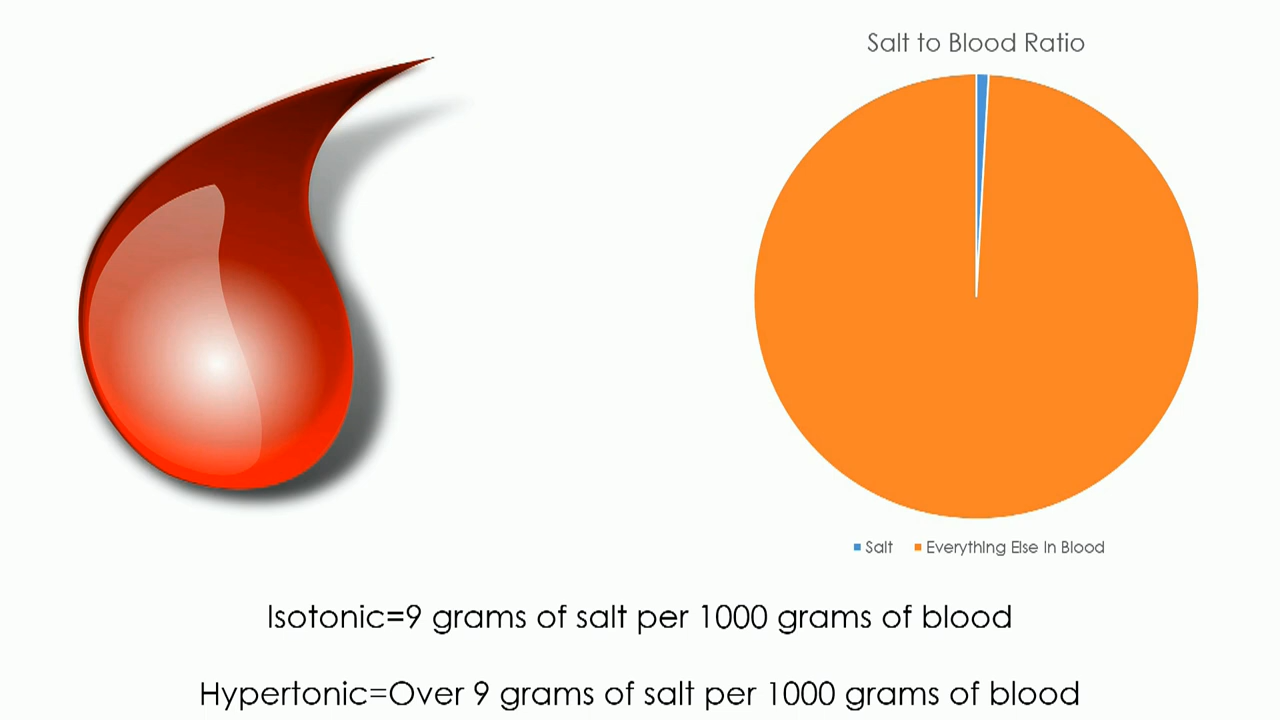 Salt to Blood Ratio
Salt
Everything Else In Blood
Isotonic=9 grams of salt per 1000 grams of blood
Hypertonic=Over 9 grams of salt per 1000 grams of blood